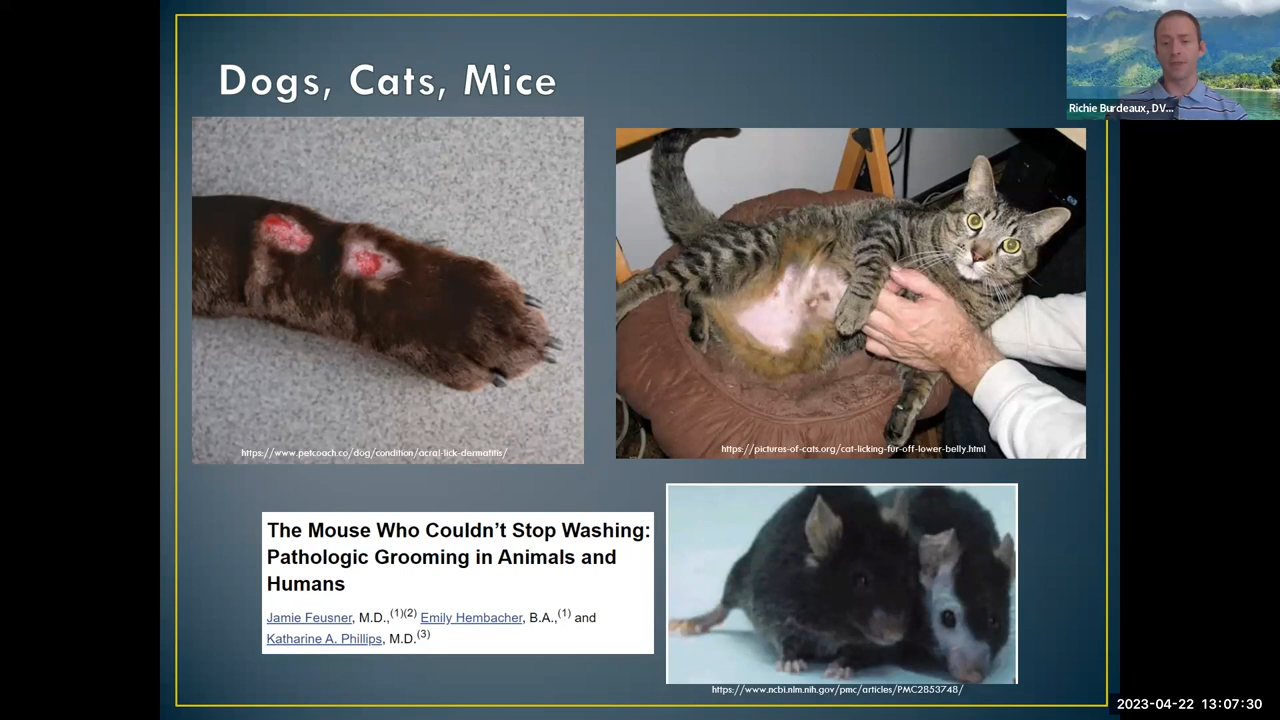 Dogs, Cats, Mice
Richie Burdeaux, DV...
https://www.petcoach.co/dog/condition/acral-lick-dermatitis/
https://pictures-of-cats.org/cat-licking-fur-off-lower-belly.html
The Mouse Who Couldn’t Stop Washing:
Pathologic Grooming in Animals and
Humans
Jamie Feusner, M.D.,(1)(2) Emily Hembacher, B.A.,(1) and
Katharine A. Phillips, M.D.(3)
https://www.ncbi.nlm.nih.gov/pmc/articles/PMC2853748/
2023-04-22 13:07:30